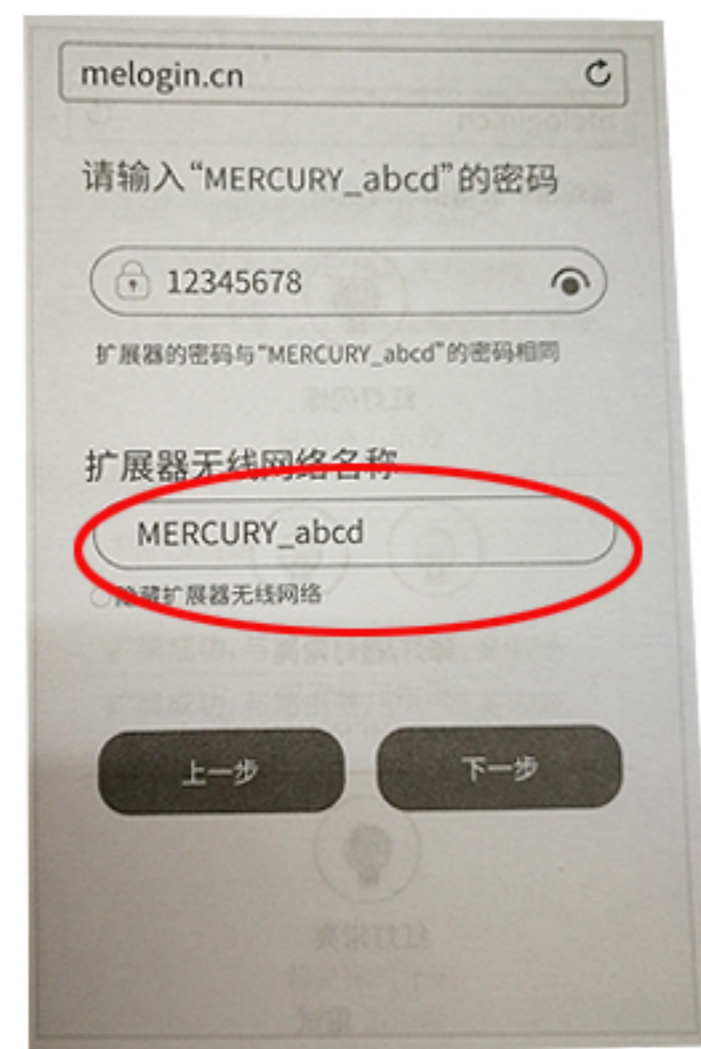 melogin.cn
请输入“MERCURY_abcd”的密码
12345678
扩展器的密码与“MERCURY_abcd”的密码相同
扩展器无线网络名称
MERCURY_abcd
隐藏扩展器无线网络
上一步
下一步